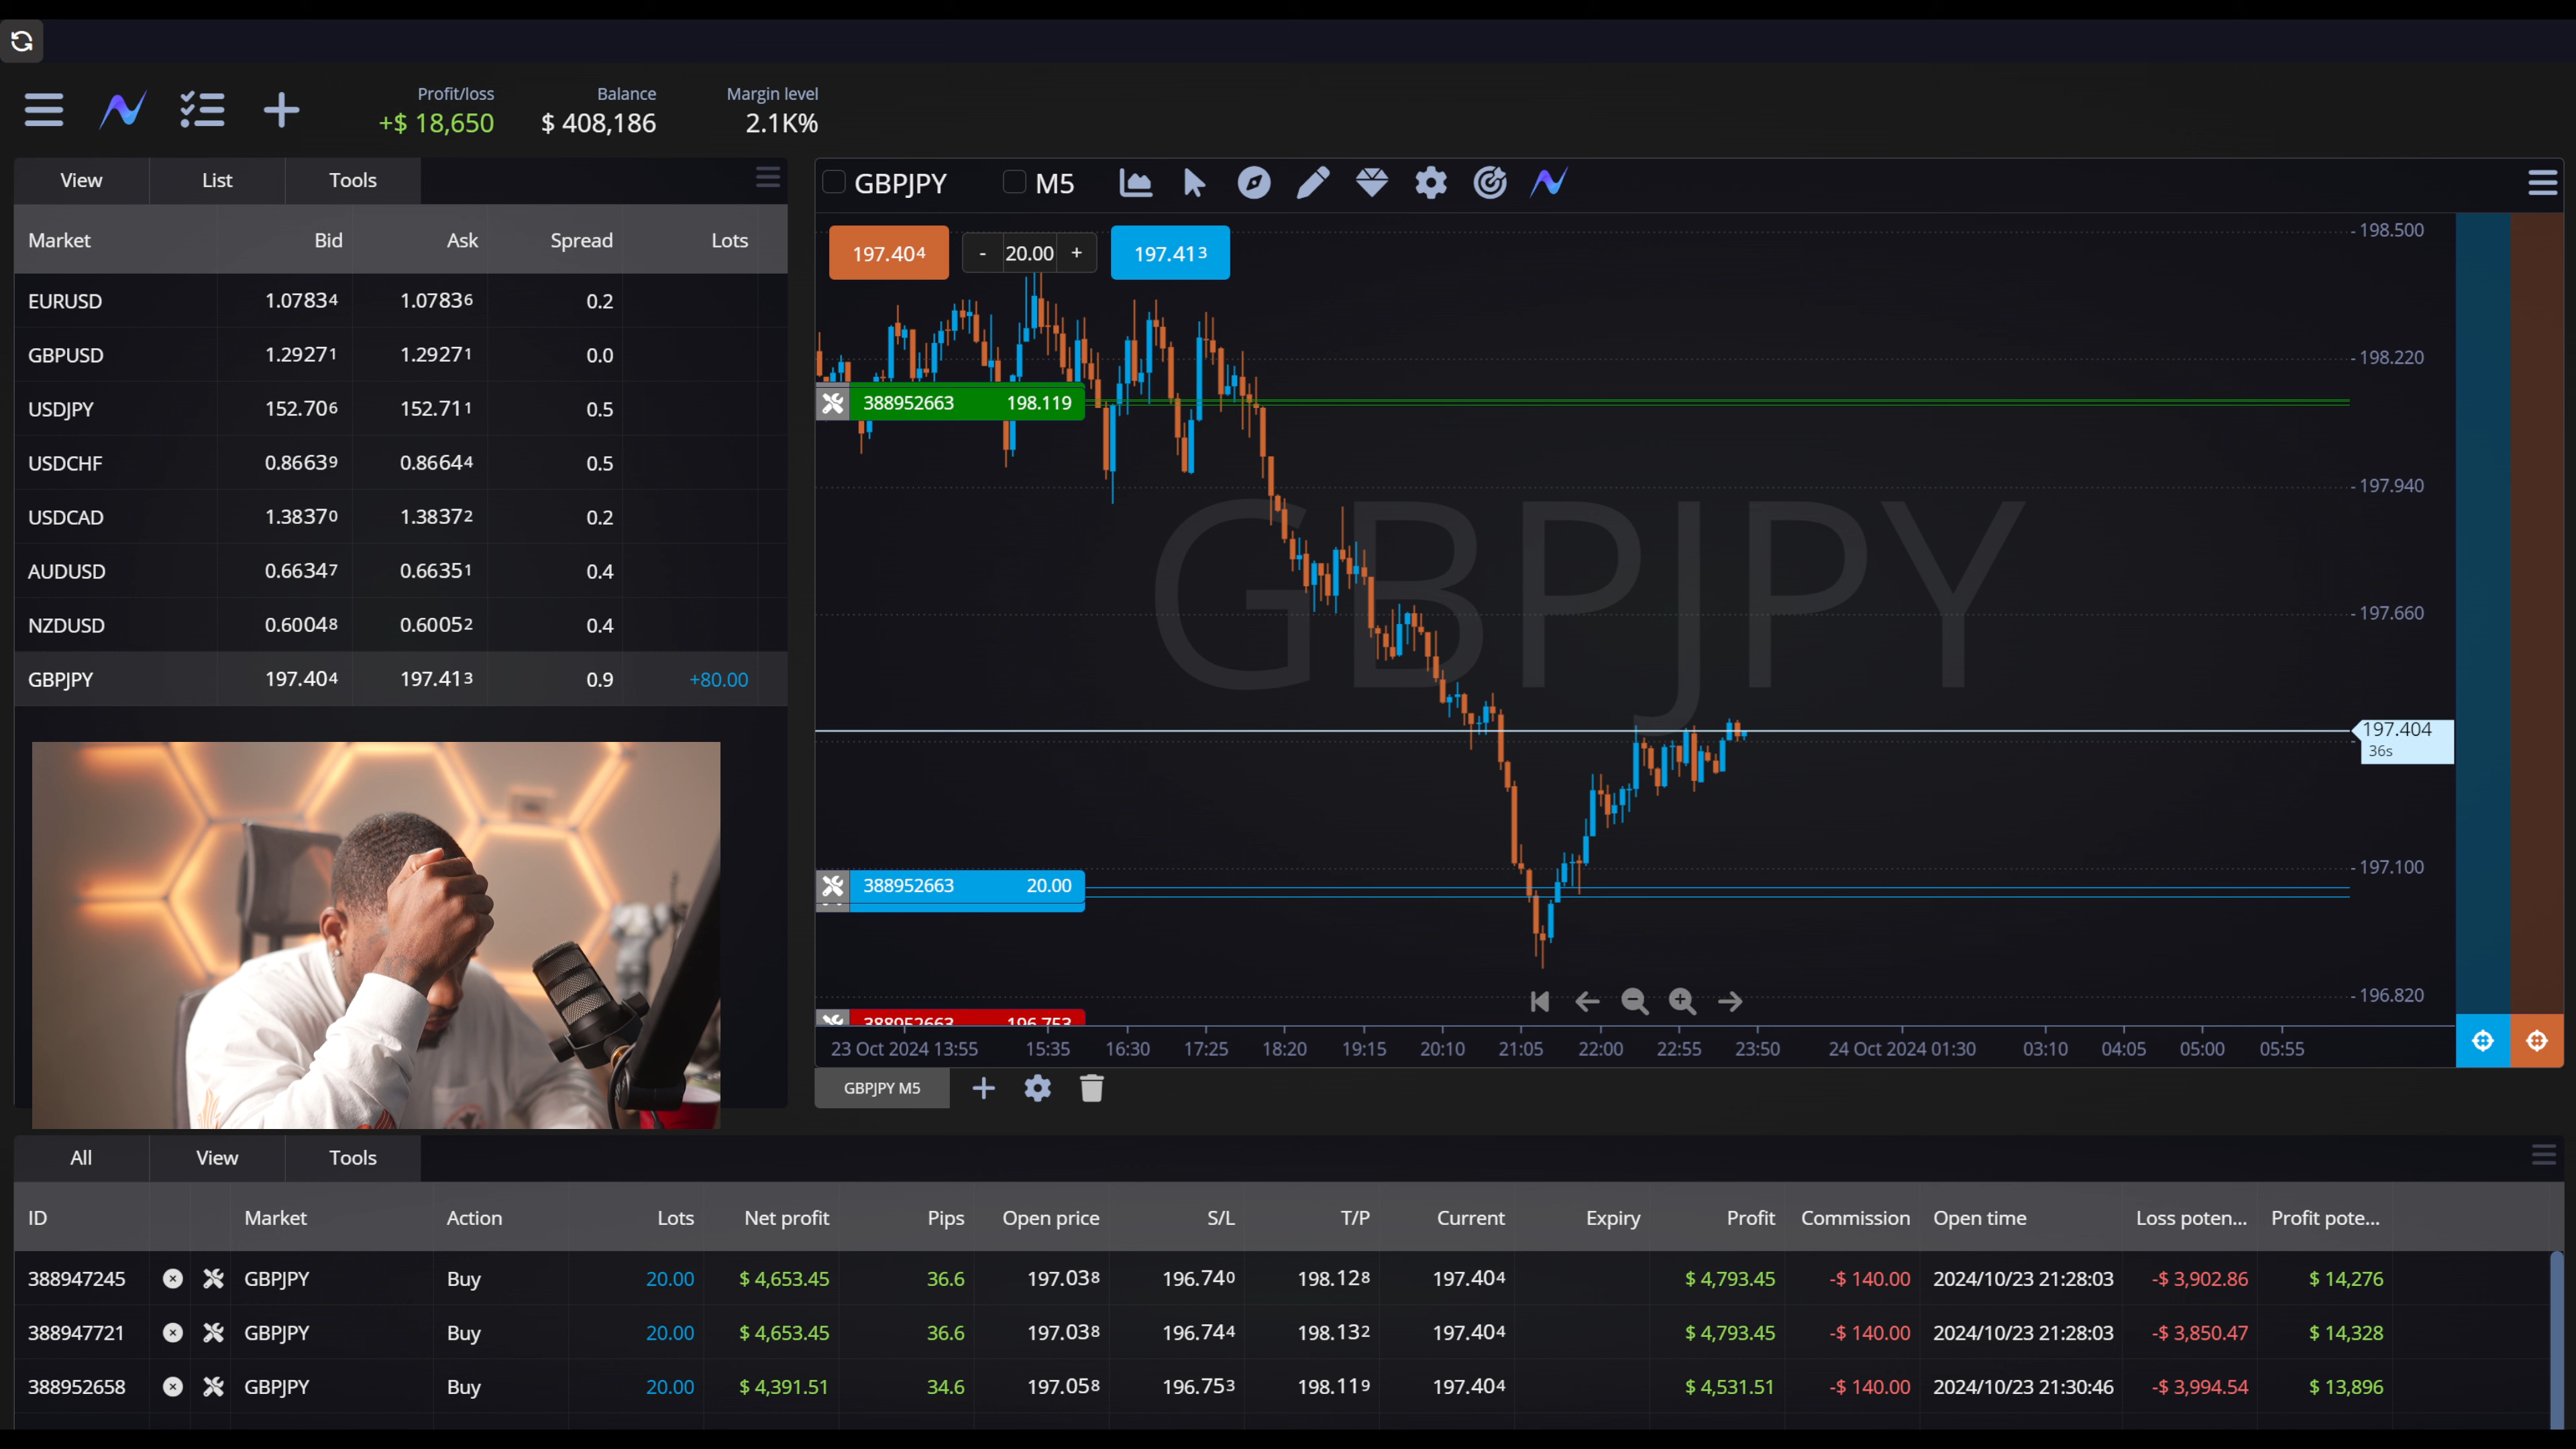 Profit/loss Balance Margin level
+$ 18,650 $ 408,186 2.1K%
View List Tools
Market Bid Ask Spread Lots
EURUSD 1.07834 1.07836 0.2
GBPUSD 1.29271 1.29271 0.0
USDJPY 152.706 152.711 0.5
USDCHF 0.86639 0.86644 0.5
USDCAD 1.38370 1.38372 0.2
AUDUSD 0.66347 0.66351 0.4
NZDUSD 0.60048 0.60052 0.4
GBPJPY 197.404 197.413 0.9 +80.00
GBPJPY M5
197.404 - 20.00 + 197.413
388952663 198.119
388952663 20.00
388952663 196.753
GBPJPY
198.500
198.220
197.940
197.660
197.404
36s
197.100
196.820
23 Oct 2024 13:55 15:35 16:30 17:25 18:20 19:15 20:10 21:05 22:00 22:55 23:50 24 Oct 2024 01:30 03:10 04:05 05:00 05:55
GBPJPY M5
All View Tools
ID Market Action Lots Net profit Pips Open price S/L T/P Current Expiry Profit Commission Open time Loss poten... Profit pote...
388947245 GBPJPY Buy 20.00 $ 4,653.45 36.6 197.038 196.740 198.128 197.404 $ 4,793.45 -$ 140.00 2024/10/23 21:28:03 -$ 3,902.86 $ 14,276
388947721 GBPJPY Buy 20.00 $ 4,653.45 36.6 197.038 196.744 198.132 197.404 $ 4,793.45 -$ 140.00 2024/10/23 21:28:03 -$ 3,850.47 $ 14,328
388952658 GBPJPY Buy 20.00 $ 4,391.51 34.6 197.058 196.753 198.119 197.404 $ 4,531.51 -$ 140.00 2024/10/23 21:30:46 -$ 3,994.54 $ 13,896